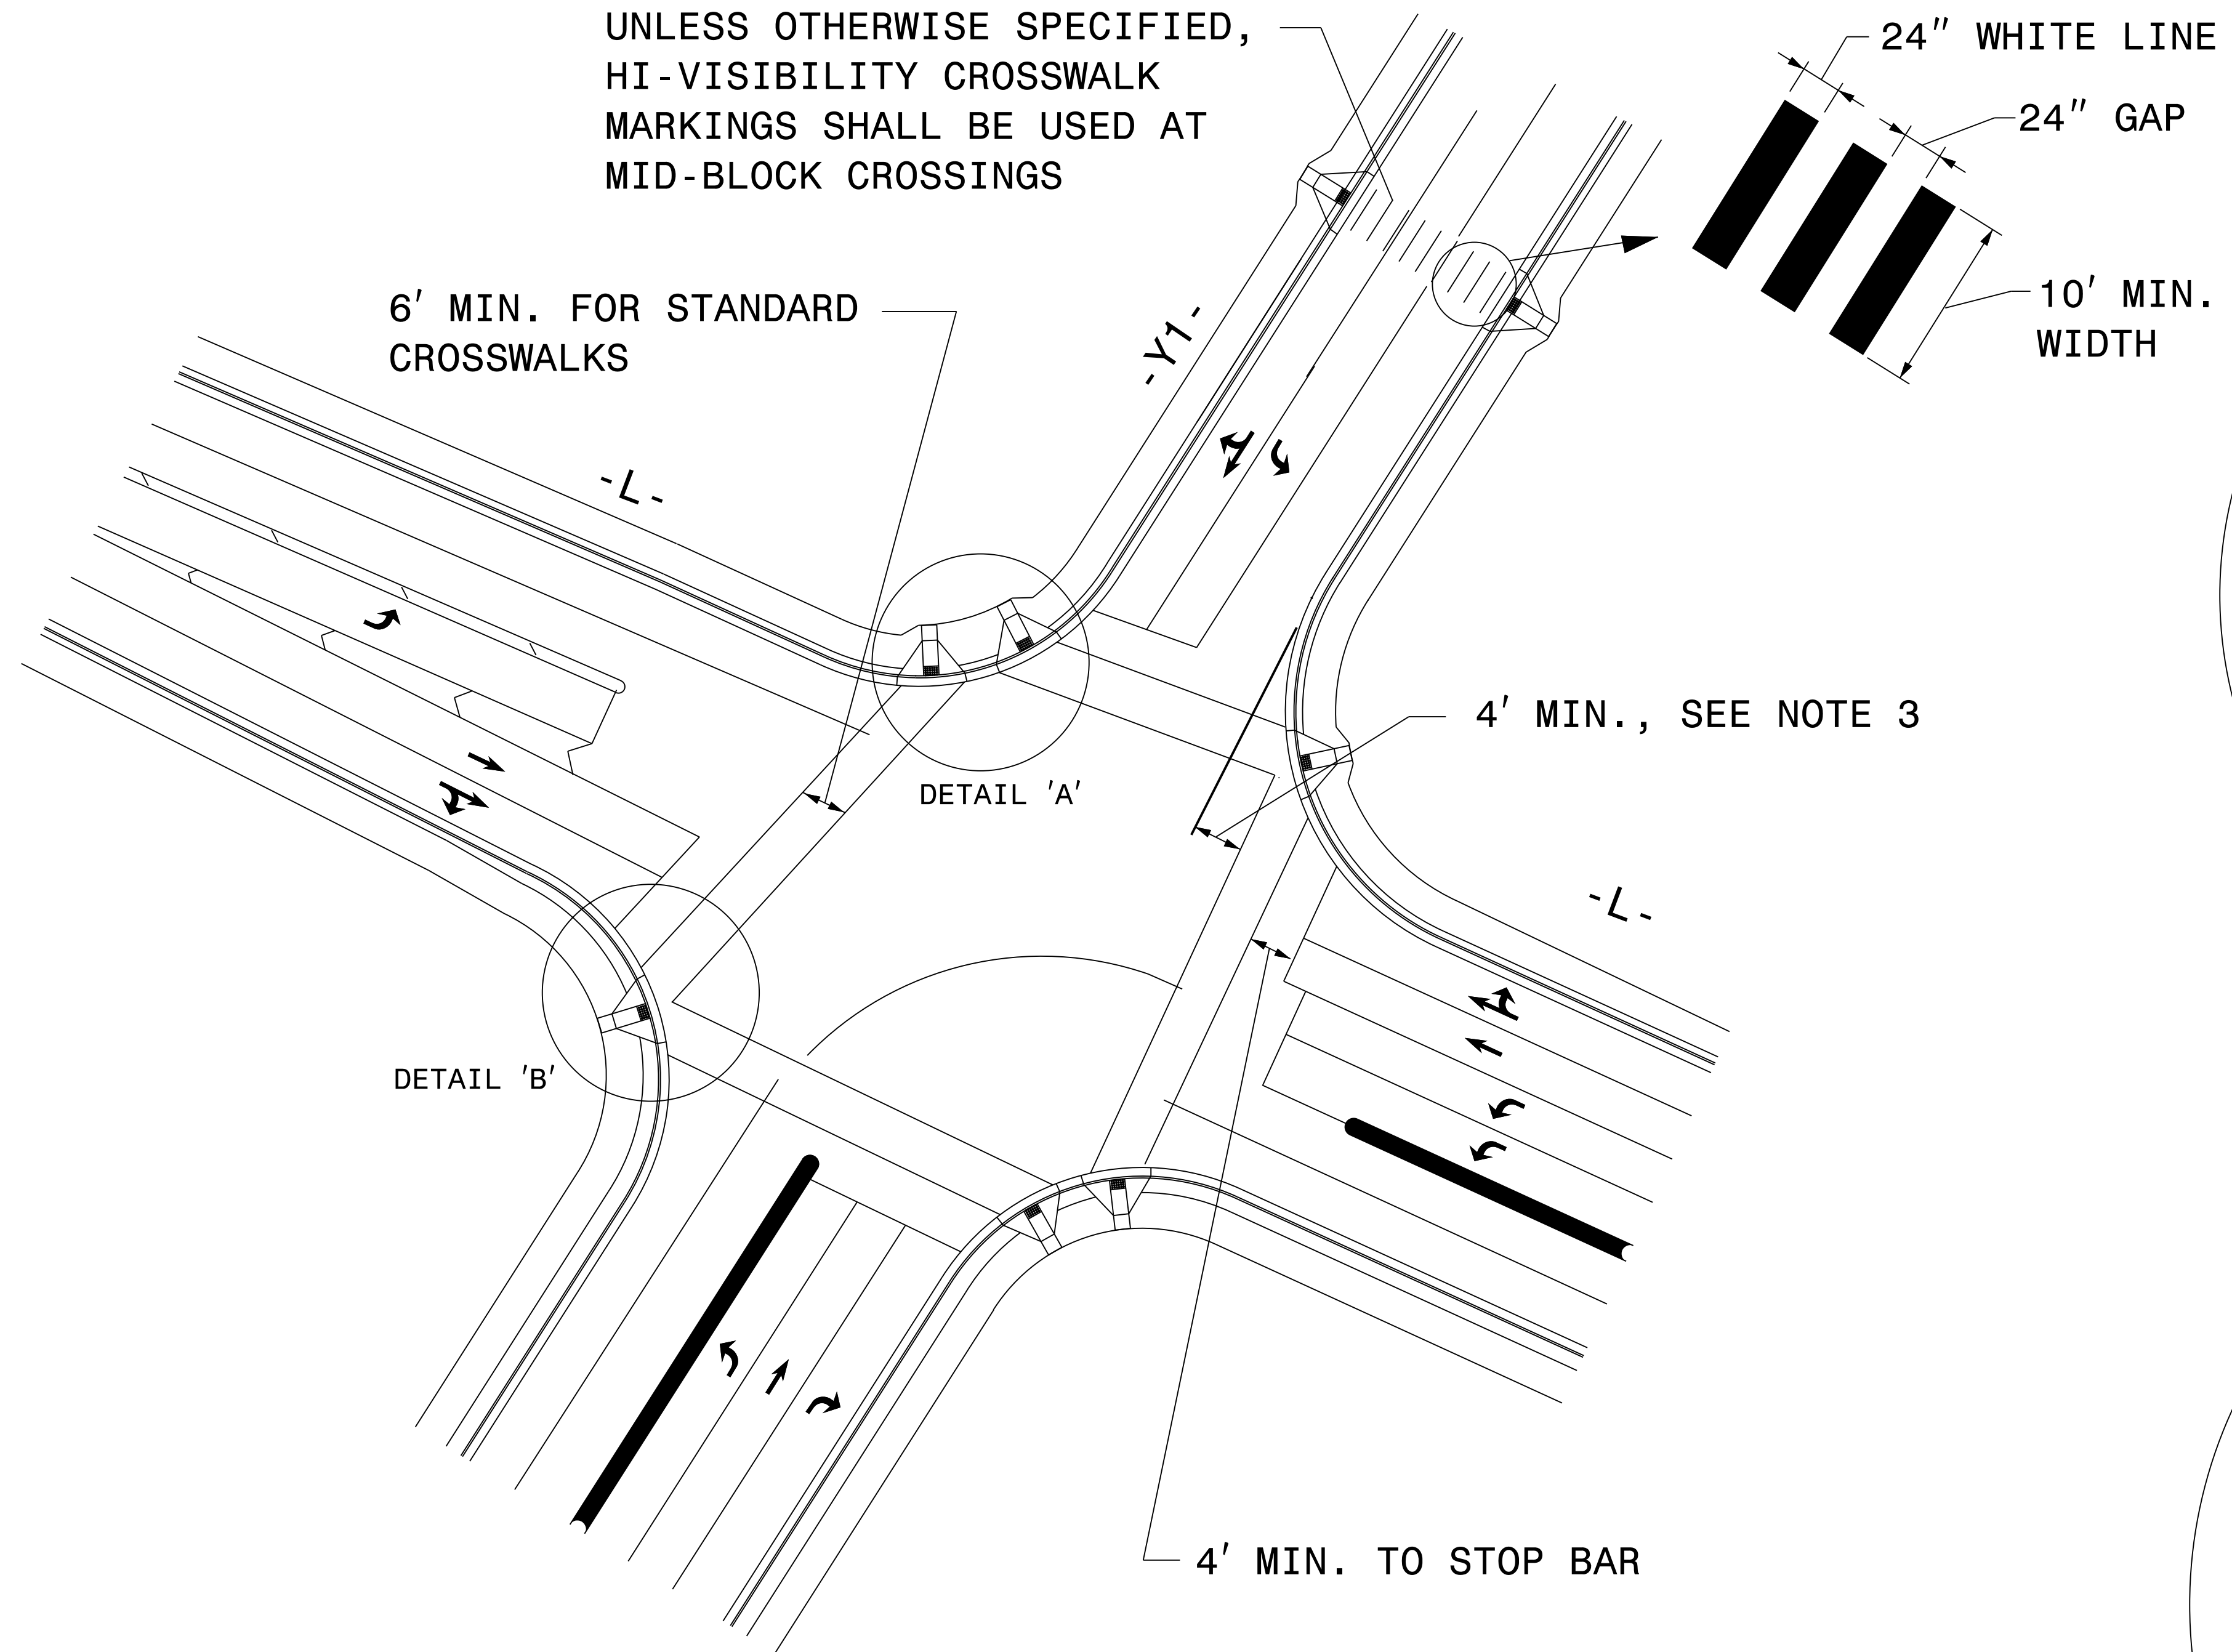 UNLESS OTHERWISE SPECIFIED,
HI-VISIBILITY CROSSWALK
MARKINGS SHALL BE USED AT
MID-BLOCK CROSSINGS
24" WHITE LINE
24" GAP
10' MIN.
WIDTH
6' MIN. FOR STANDARD
CROSSWALKS
-Y1-
-L-
4' MIN., SEE NOTE 3
DETAIL 'A'
-L-
DETAIL 'B'
4' MIN. TO STOP BAR